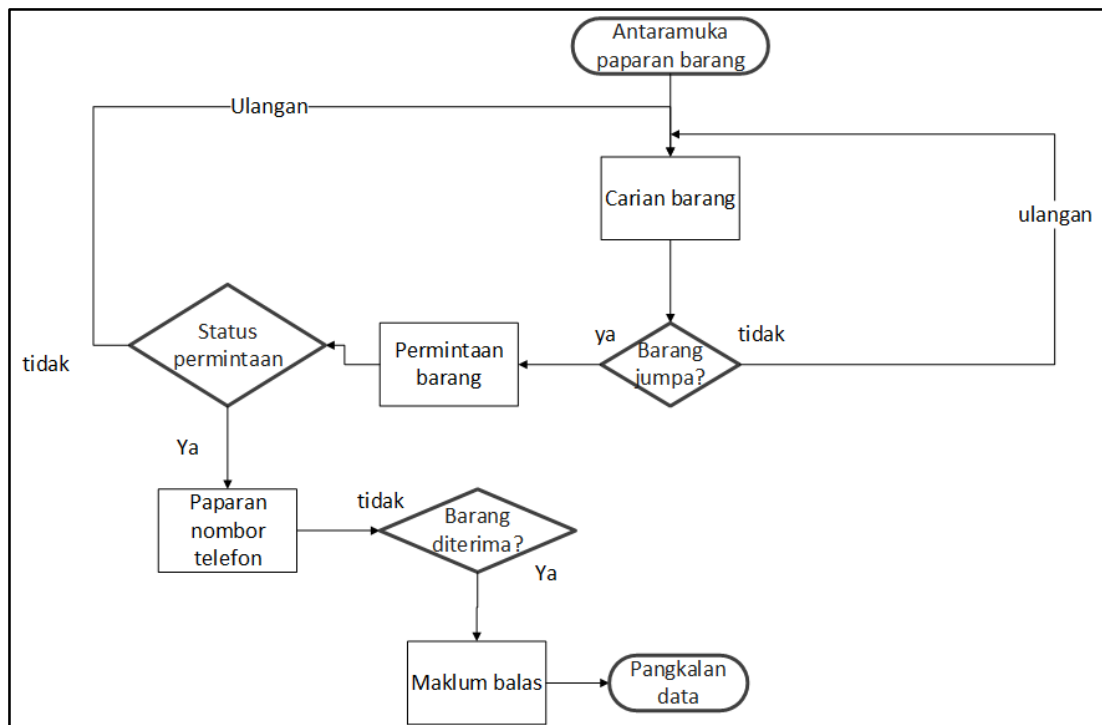 Antaramuka
paparan barang
Ulangan
Carian barang
ulangan
Status
permintaan
tidak
Permintaan
barang
ya
Barang
jumpa?
tidak
Ya
Paparan
nombor
telefon
tidak
Barang
diterima?
Ya
Maklum balas
Pangkalan
data